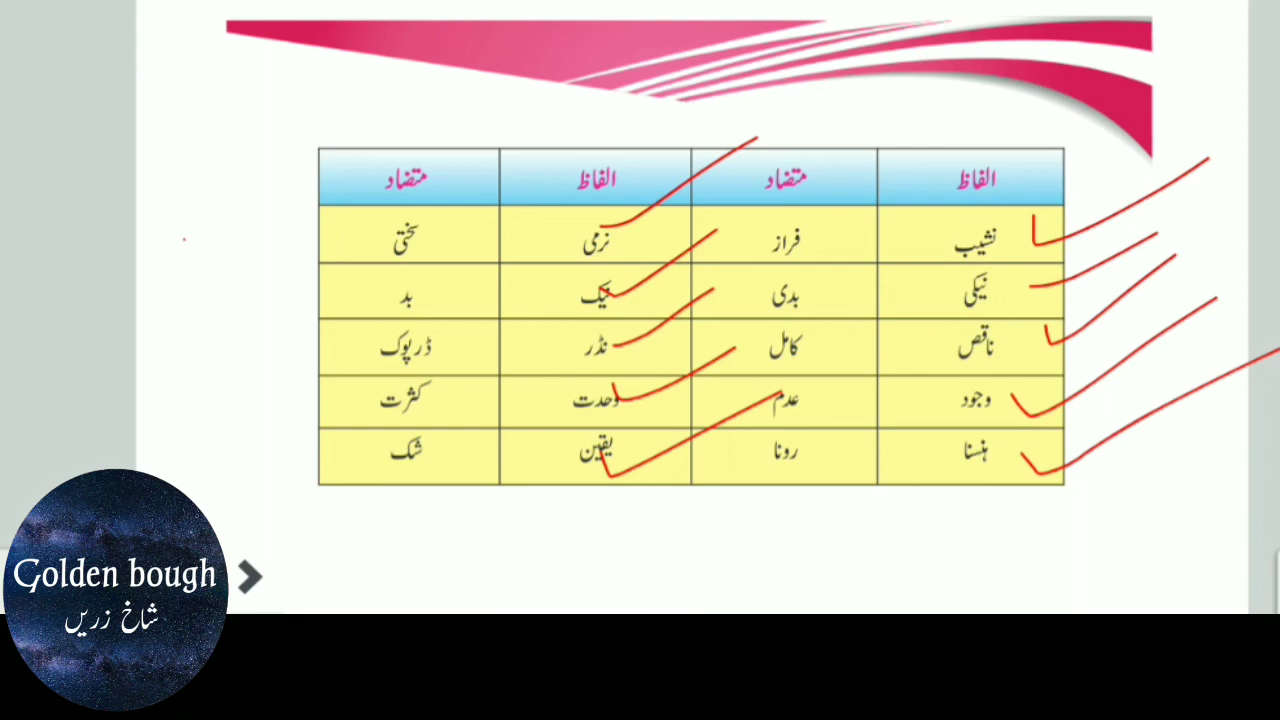 الفاظ متضاد الفاظ متضاد
نشیب فراز نرمی سختی
نیکی بدی نیک بد
ناقص کامل نڈر ڈرپوک
وجود عدم وحدت کثرت
ہنسنا رونا یقین شک
Golden bough
شاخ زریں